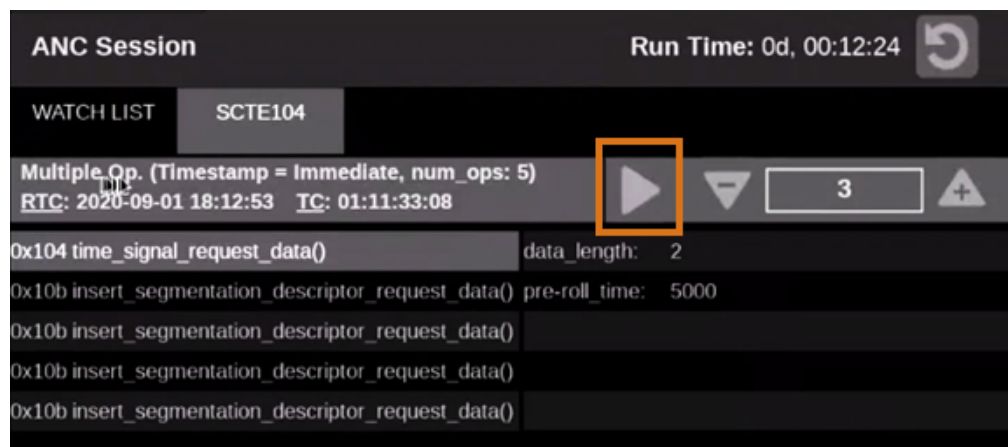 ANC Session Run Time: 0d, 00:12:24
WATCH LIST SCTE104
Multiple Op. (Timestamp = Immediate, num_ops: 5)
RTC: 2020-09-01 18:12:53 TC: 01:11:33:08
3
0x104 time_signal_request_data() data_length: 2
0x10b insert_segmentation_descriptor_request_data() pre-roll_time: 5000
0x10b insert_segmentation_descriptor_request_data()
0x10b insert_segmentation_descriptor_request_data()
0x10b insert_segmentation_descriptor_request_data()